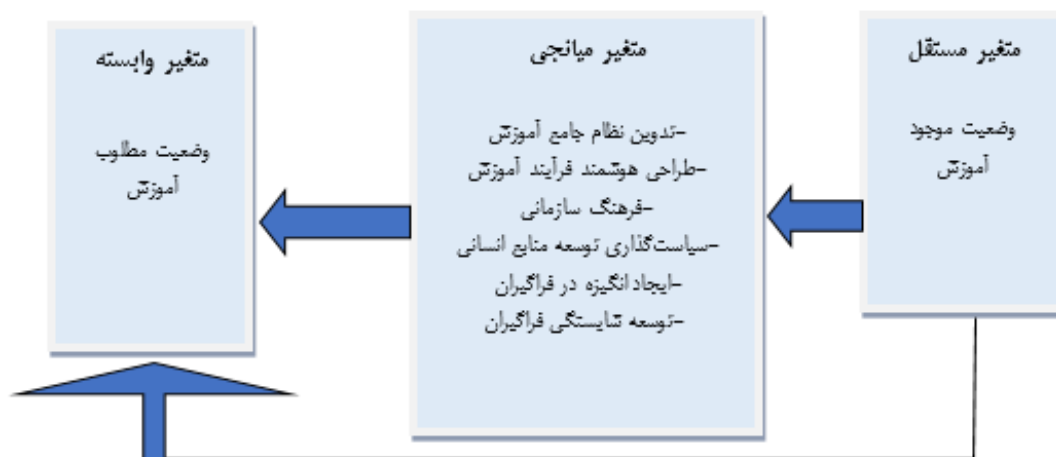 متغیر مستقل
وضعیت موجود
آموزش
متغیر میانجی
-تدوین نظام جامع آموزش
-طراحی هوشمند فرآیند آموزش
-فرهنگ سازمانی
-سیاست‌گذاری توسعه منابع انسانی
-ایجاد انگیزه در فراگیران
-توسعه شایستگی فراگیران
متغیر وابسته
وضعیت مطلوب
آموزش